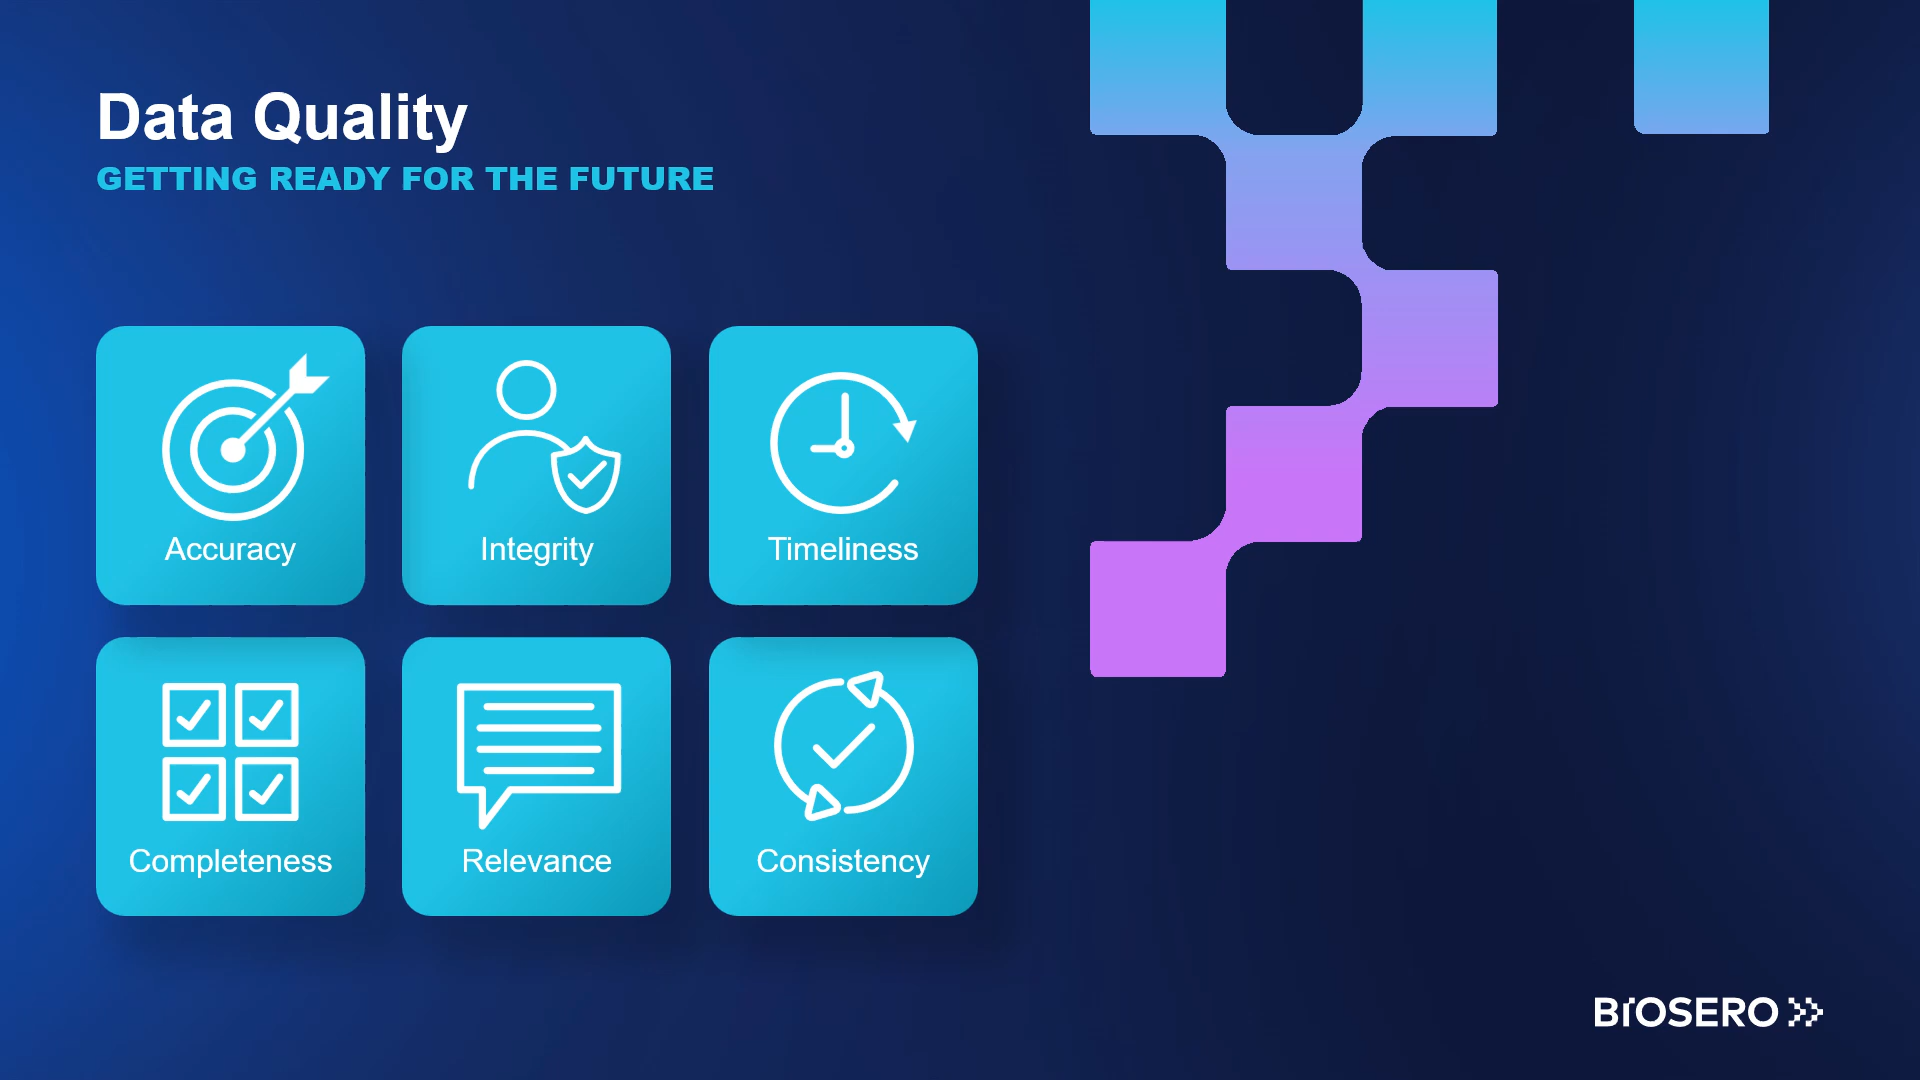 Data Quality
GETTING READY FOR THE FUTURE
Accuracy
Integrity
Timeliness
Completeness
Relevance
Consistency
BIOSERO